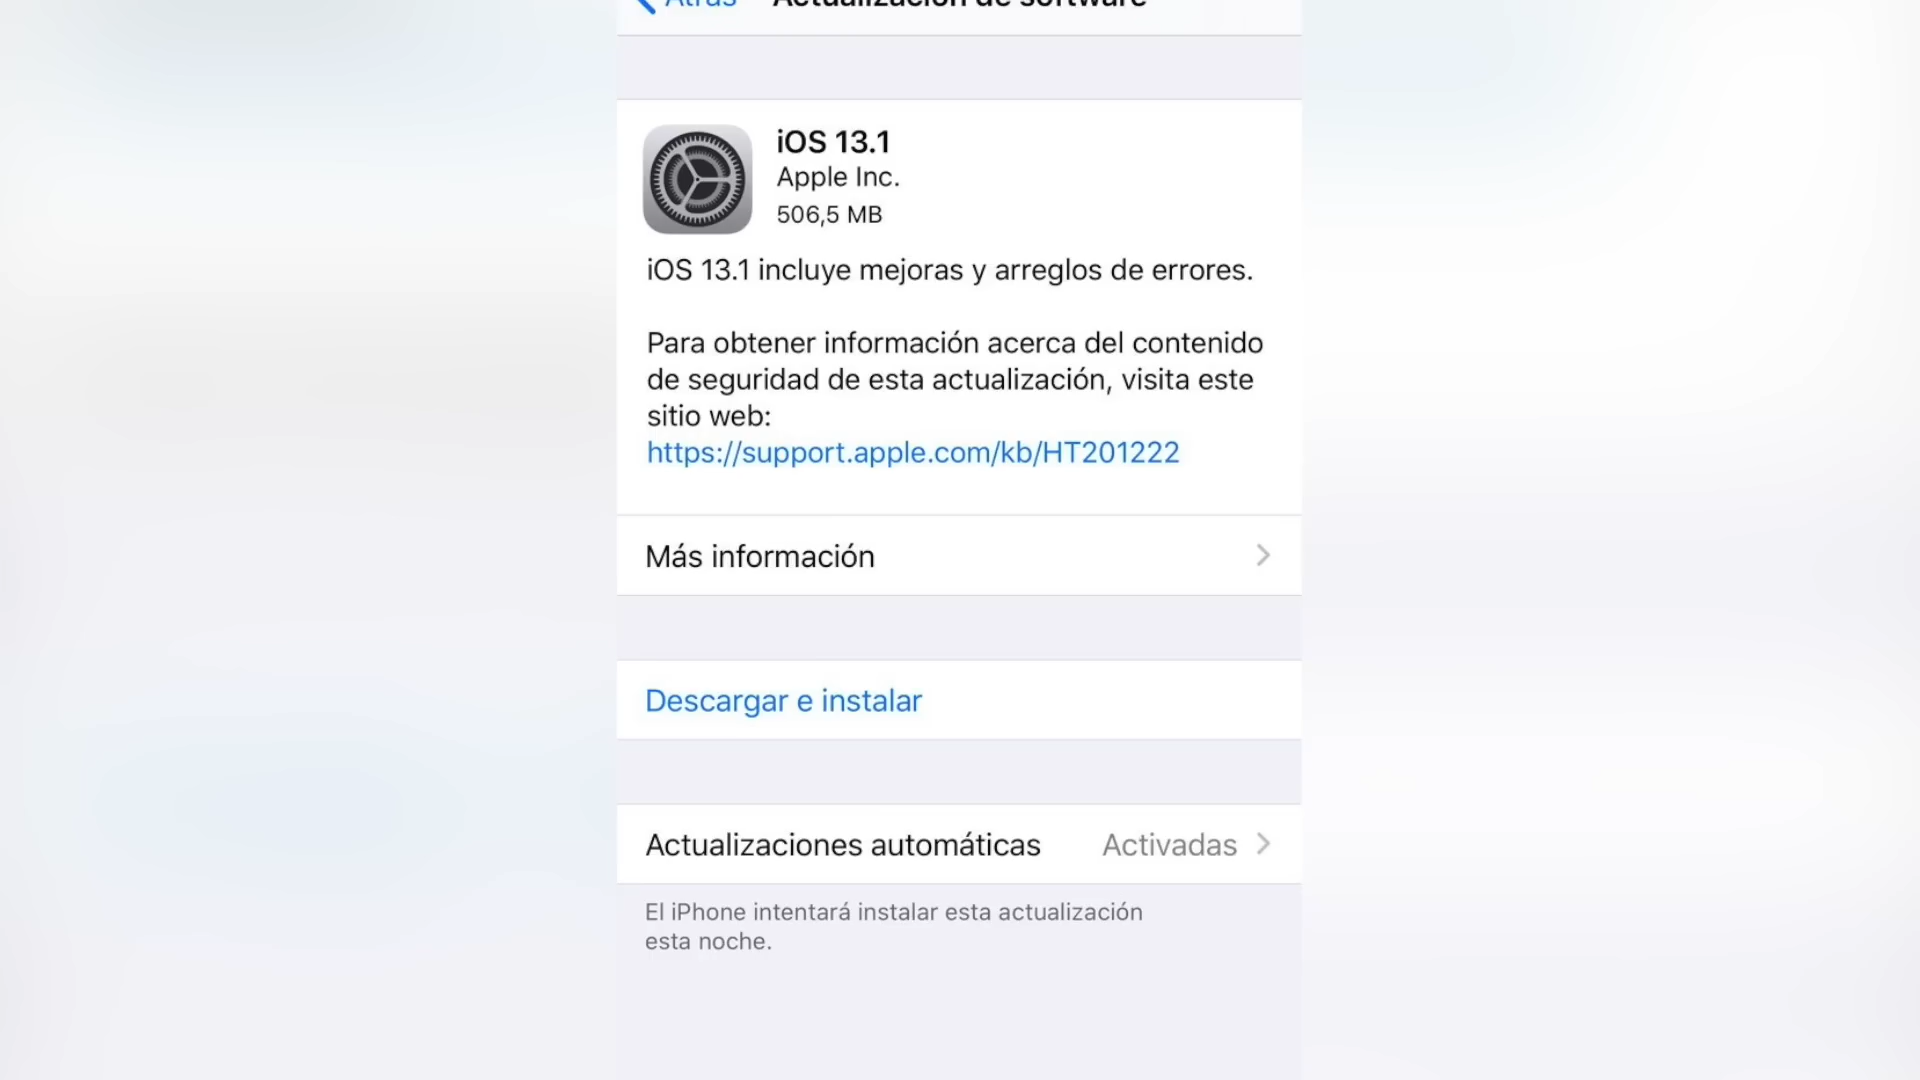 Atrás Actualización de software
iOS 13.1
Apple Inc.
506,5 MB
iOS 13.1 incluye mejoras y arreglos de errores.
Para obtener información acerca del contenido
de seguridad de esta actualización, visita este
sitio web:
https://support.apple.com/kb/HT201222
Más información
Descargar e instalar
Actualizaciones automáticas Activadas
El iPhone intentará instalar esta actualización
esta noche.